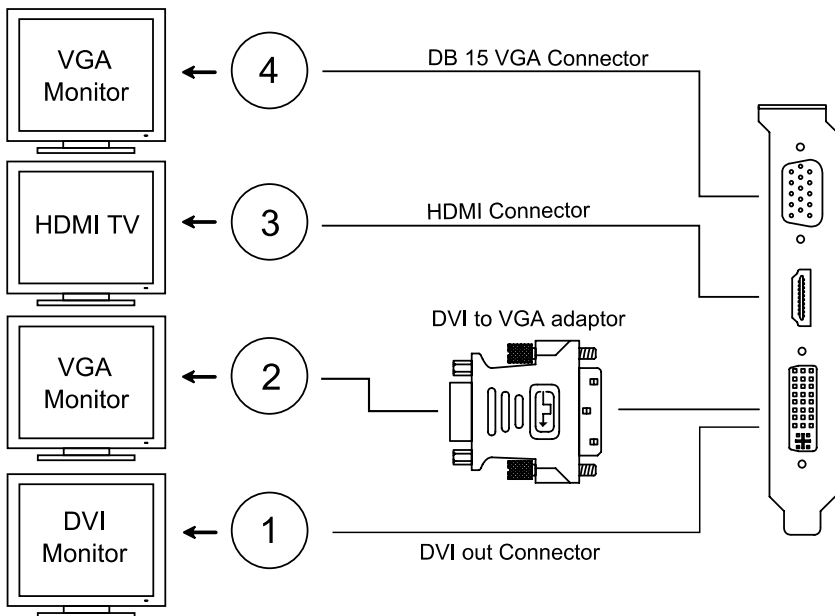 VGA
Monitor
4
DB 15 VGA Connector
HDMI TV
3
HDMI Connector
DVI to VGA adaptor
VGA
Monitor
2
DVI
Monitor
1
DVI out Connector